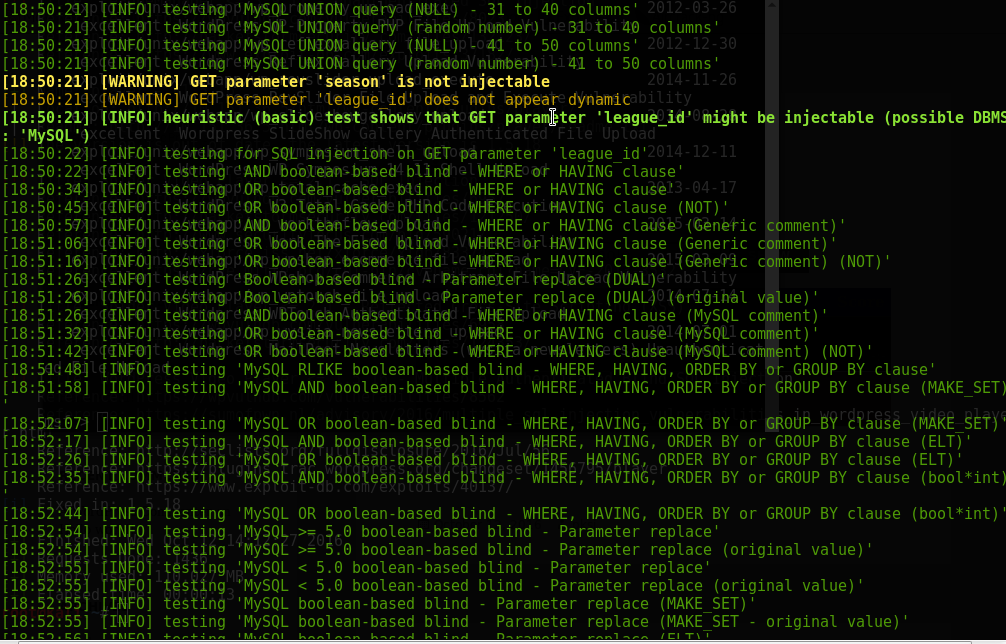 [18:50:21] [INFO] testing 'MySQL UNION query (NULL) - 31 to 40 columns'
[18:50:21] [INFO] testing 'MySQL UNION query (random number) - 31 to 40 columns'
[18:50:21] [INFO] testing 'MySQL UNION query (NULL) - 41 to 50 columns'
[18:50:21] [INFO] testing 'MySQL UNION query (random number) - 41 to 50 columns'
[18:50:21] [WARNING] GET parameter 'season' is not injectable
[18:50:21] [WARNING] GET parameter 'league_id' does not appear dynamic
[18:50:21] [INFO] heuristic (basic) test shows that GET parameter 'league_id' might be injectable (possible DBMS
: 'MySQL')
[18:50:22] [INFO] testing for SQL injection on GET parameter 'league_id'
[18:50:22] [INFO] testing 'AND boolean-based blind - WHERE or HAVING clause'
[18:50:34] [INFO] testing 'OR boolean-based blind - WHERE or HAVING clause'
[18:50:45] [INFO] testing 'OR boolean-based blind - WHERE or HAVING clause (NOT)'
[18:50:57] [INFO] testing 'AND boolean-based blind - WHERE or HAVING clause (Generic comment)'
[18:51:06] [INFO] testing 'OR boolean-based blind - WHERE or HAVING clause (Generic comment)'
[18:51:16] [INFO] testing 'OR boolean-based blind - WHERE or HAVING clause (Generic comment) (NOT)'
[18:51:26] [INFO] testing 'Boolean-based blind - Parameter replace (DUAL)'
[18:51:26] [INFO] testing 'Boolean-based blind - Parameter replace (DUAL) (original value)'
[18:51:26] [INFO] testing 'AND boolean-based blind - WHERE or HAVING clause (MySQL comment)'
[18:51:32] [INFO] testing 'OR boolean-based blind - WHERE or HAVING clause (MySQL comment)'
[18:51:42] [INFO] testing 'OR boolean-based blind - WHERE or HAVING clause (MySQL comment) (NOT)'
[18:51:48] [INFO] testing 'MySQL RLIKE boolean-based blind - WHERE, HAVING, ORDER BY or GROUP BY clause'
[18:51:58] [INFO] testing 'MySQL AND boolean-based blind - WHERE, HAVING, ORDER BY or GROUP BY clause (MAKE_SET)
'
[18:52:07] [INFO] testing 'MySQL OR boolean-based blind - WHERE, HAVING, ORDER BY or GROUP BY clause (MAKE_SET)'
[18:52:17] [INFO] testing 'MySQL AND boolean-based blind - WHERE, HAVING, ORDER BY or GROUP BY clause (ELT)'
[18:52:26] [INFO] testing 'MySQL OR boolean-based blind - WHERE, HAVING, ORDER BY or GROUP BY clause (ELT)'
[18:52:35] [INFO] testing 'MySQL AND boolean-based blind - WHERE, HAVING, ORDER BY or GROUP BY clause (bool*int)
'
[18:52:44] [INFO] testing 'MySQL OR boolean-based blind - WHERE, HAVING, ORDER BY or GROUP BY clause (bool*int)'
[18:52:54] [INFO] testing 'MySQL >= 5.0 boolean-based blind - Parameter replace'
[18:52:54] [INFO] testing 'MySQL >= 5.0 boolean-based blind - Parameter replace (original value)'
[18:52:55] [INFO] testing 'MySQL < 5.0 boolean-based blind - Parameter replace'
[18:52:55] [INFO] testing 'MySQL < 5.0 boolean-based blind - Parameter replace (original value)'
[18:52:55] [INFO] testing 'MySQL boolean-based blind - Parameter replace (MAKE_SET)'
[18:52:55] [INFO] testing 'MySQL boolean-based blind - Parameter replace (MAKE_SET - original value)'
[18:52:56] [INFO] testing 'MySQL boolean-based blind - Parameter replace (ELT)'